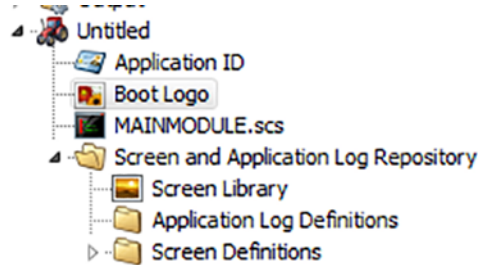 Untitled
Application ID
Boot Logo
MAINMODULE.scs
Screen and Application Log Repository
Screen Library
Application Log Definitions
Screen Definitions